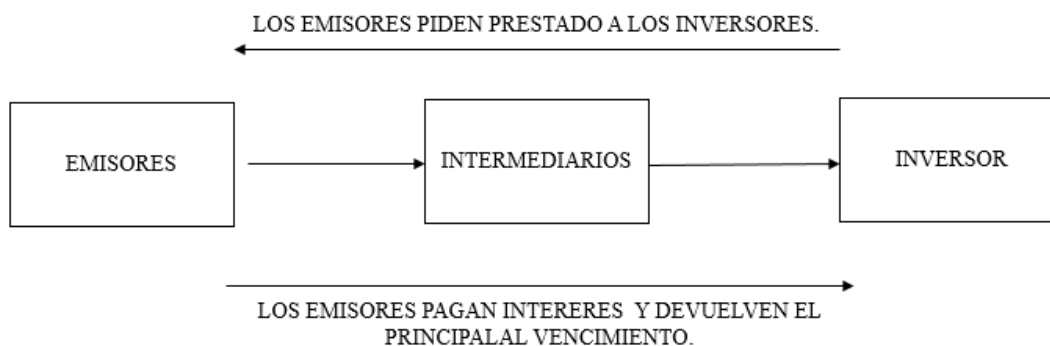 LOS EMISORES PIDEN PRESTADO A LOS INVERSORES.
EMISORES
INTERMEDIARIOS
INVERSOR
LOS EMISORES PAGAN INTERERES Y DEVUELVEN EL
PRINCIPALAL VENCIMIENTO.